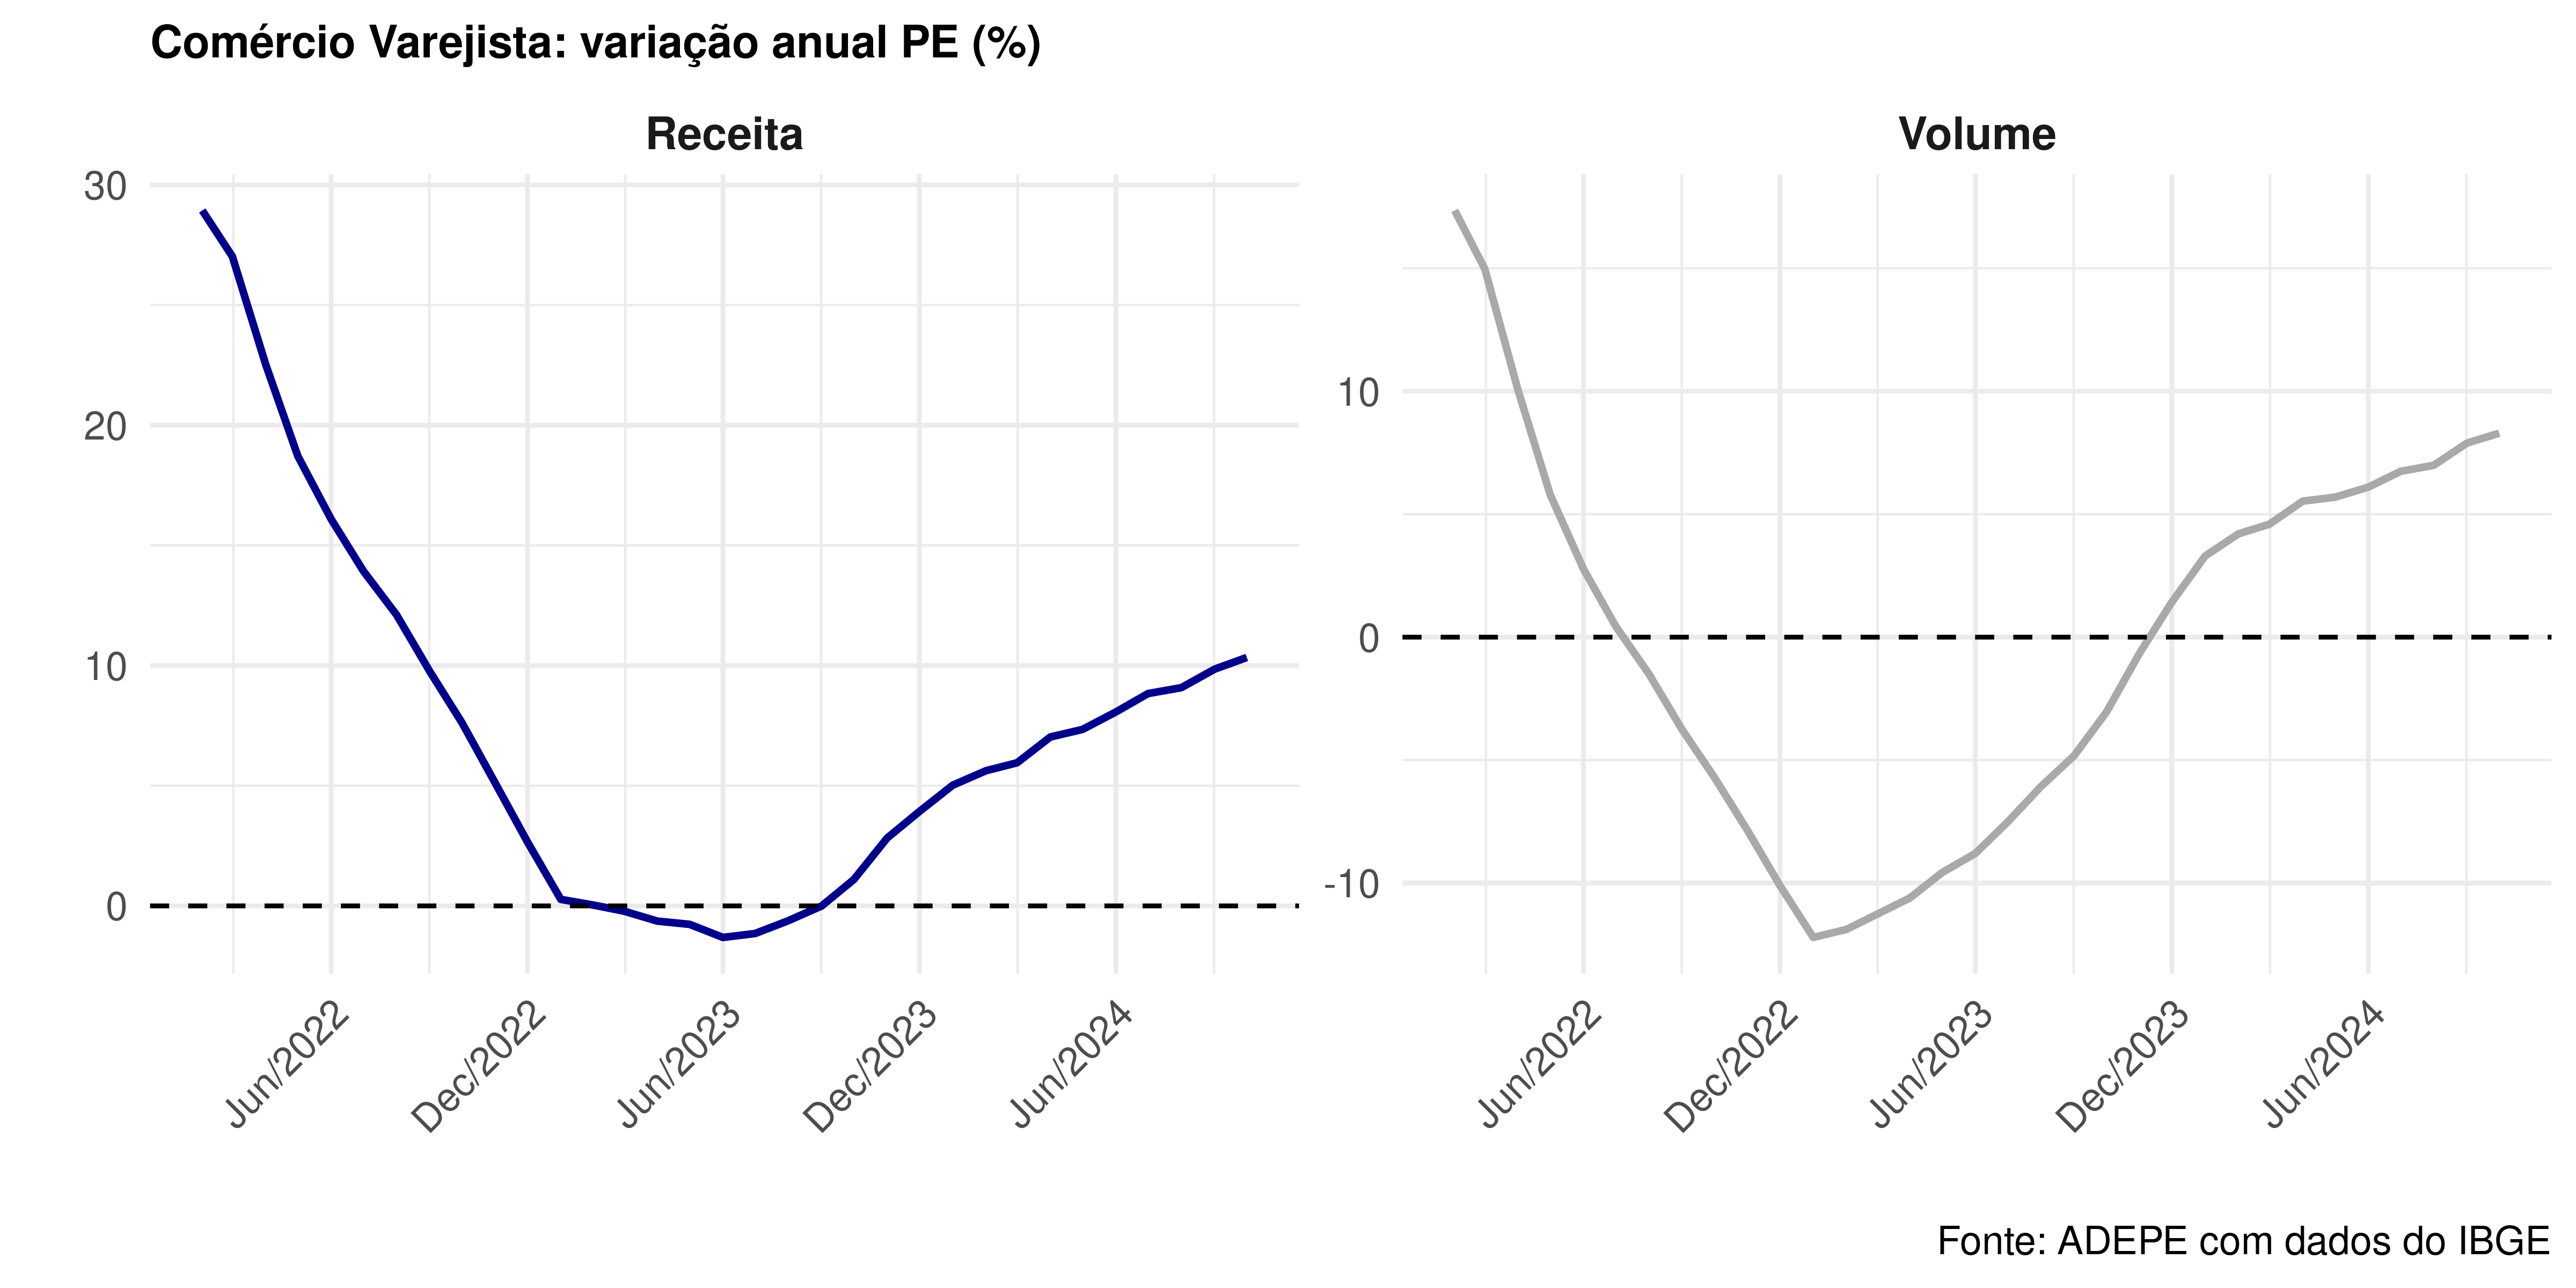 Comércio Varejista: variação anual PE (%)
Receita
30
20
10
0
Jun/2022
Dec/2022
Jun/2023
Dec/2023
Jun/2024
Volume
10
0
-10
Jun/2022
Dec/2022
Jun/2023
Dec/2023
Jun/2024
Fonte: ADEPE com dados do IBGE